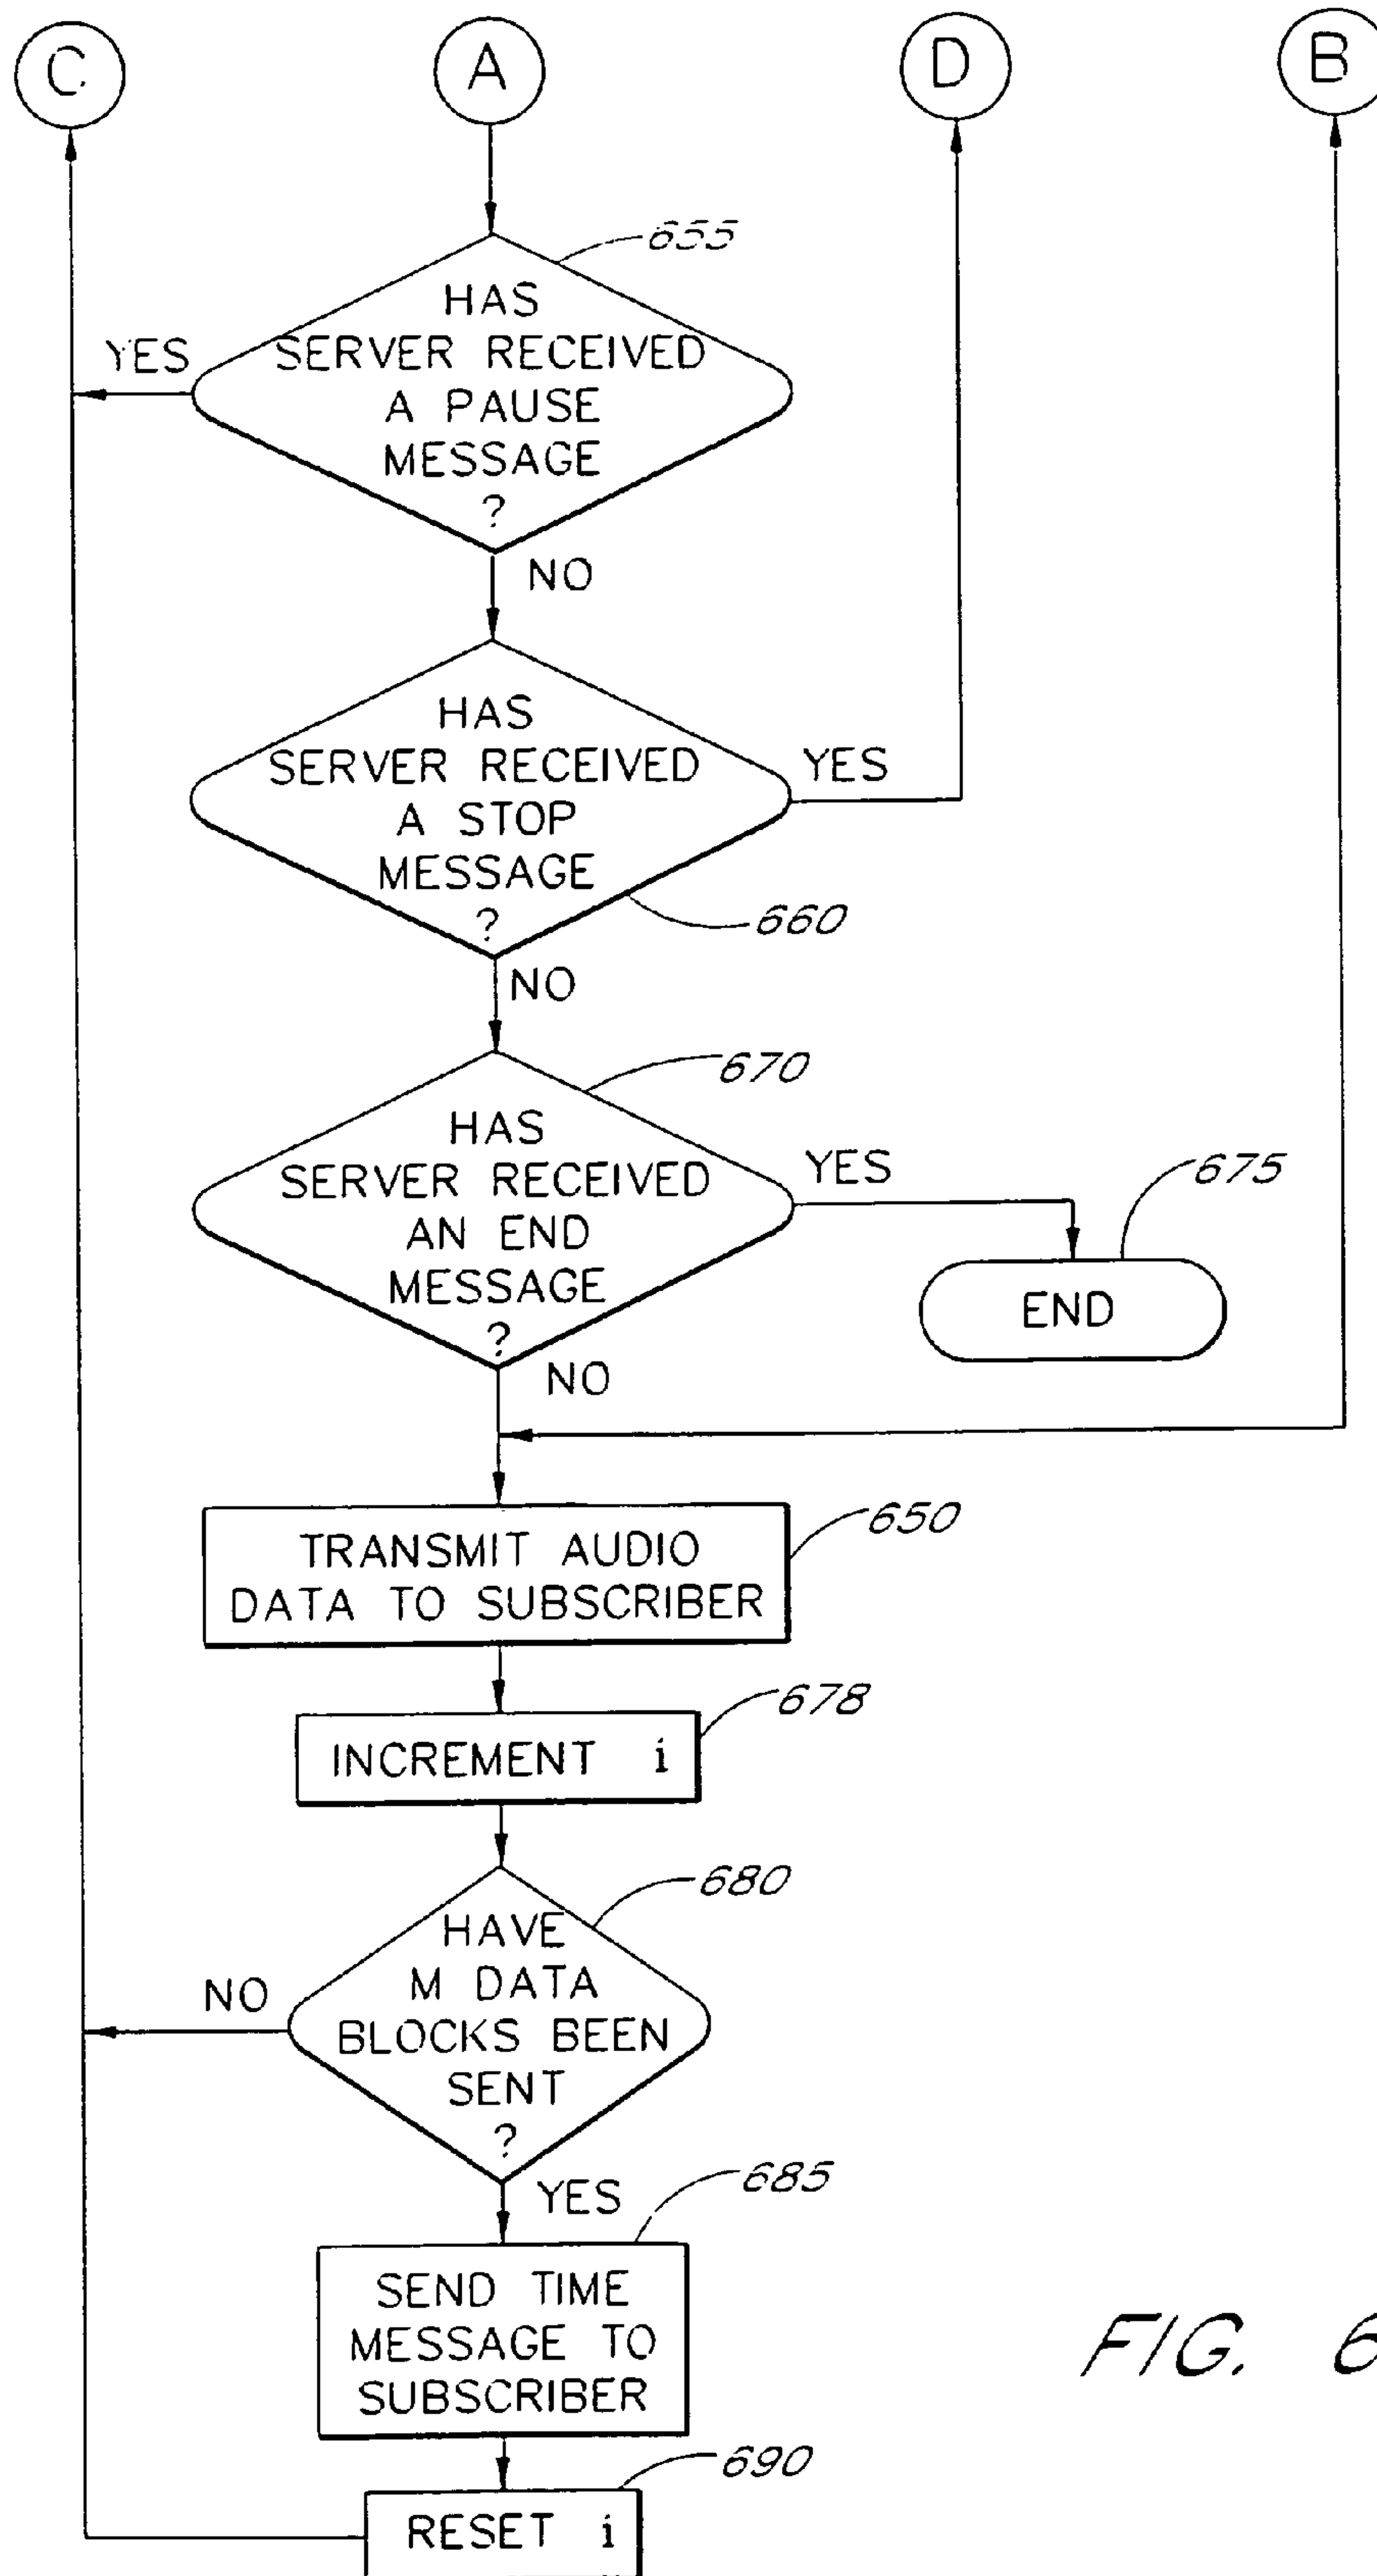 C
A
D
B
655
HAS
SERVER RECEIVED
A PAUSE
MESSAGE
?
YES
NO
HAS
SERVER RECEIVED
A STOP
MESSAGE
?
YES
660
NO
670
HAS
SERVER RECEIVED
AN END
MESSAGE
?
YES
675
END
NO
650
TRANSMIT AUDIO
DATA TO SUBSCRIBER
678
INCREMENT i
680
HAVE
M DATA
BLOCKS BEEN
SENT
?
NO
YES
685
SEND TIME
MESSAGE TO
SUBSCRIBER
690
RESET i
FIG. 6